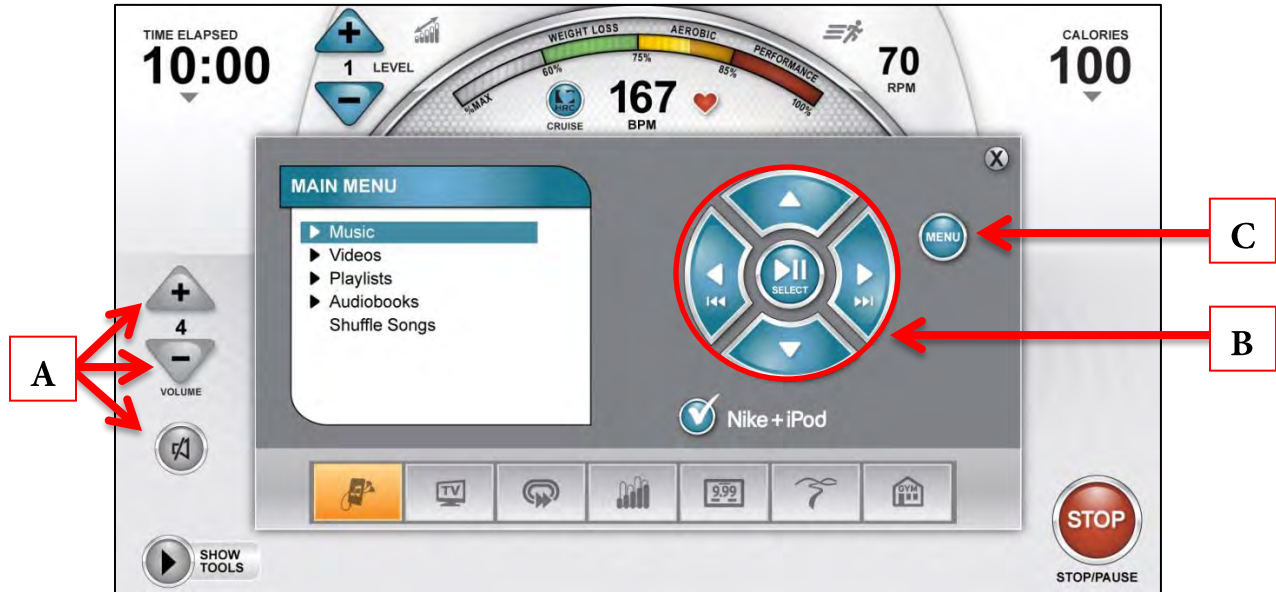 TIME ELAPSED
10:00
+
1 LEVEL
−
WEIGHT LOSS
AEROBIC
PERFORMANCE
%MAX
60%
75%
85%
100%
HRC
CRUISE
167
BPM
70
RPM
CALORIES
100
X
MAIN MENU
Music
Videos
Playlists
Audiobooks
Shuffle Songs
SELECT
MENU
C
B
Nike+iPod
A
+
4
−
VOLUME
TV
9.99
GYM
SHOW
TOOLS
STOP
STOP/PAUSE